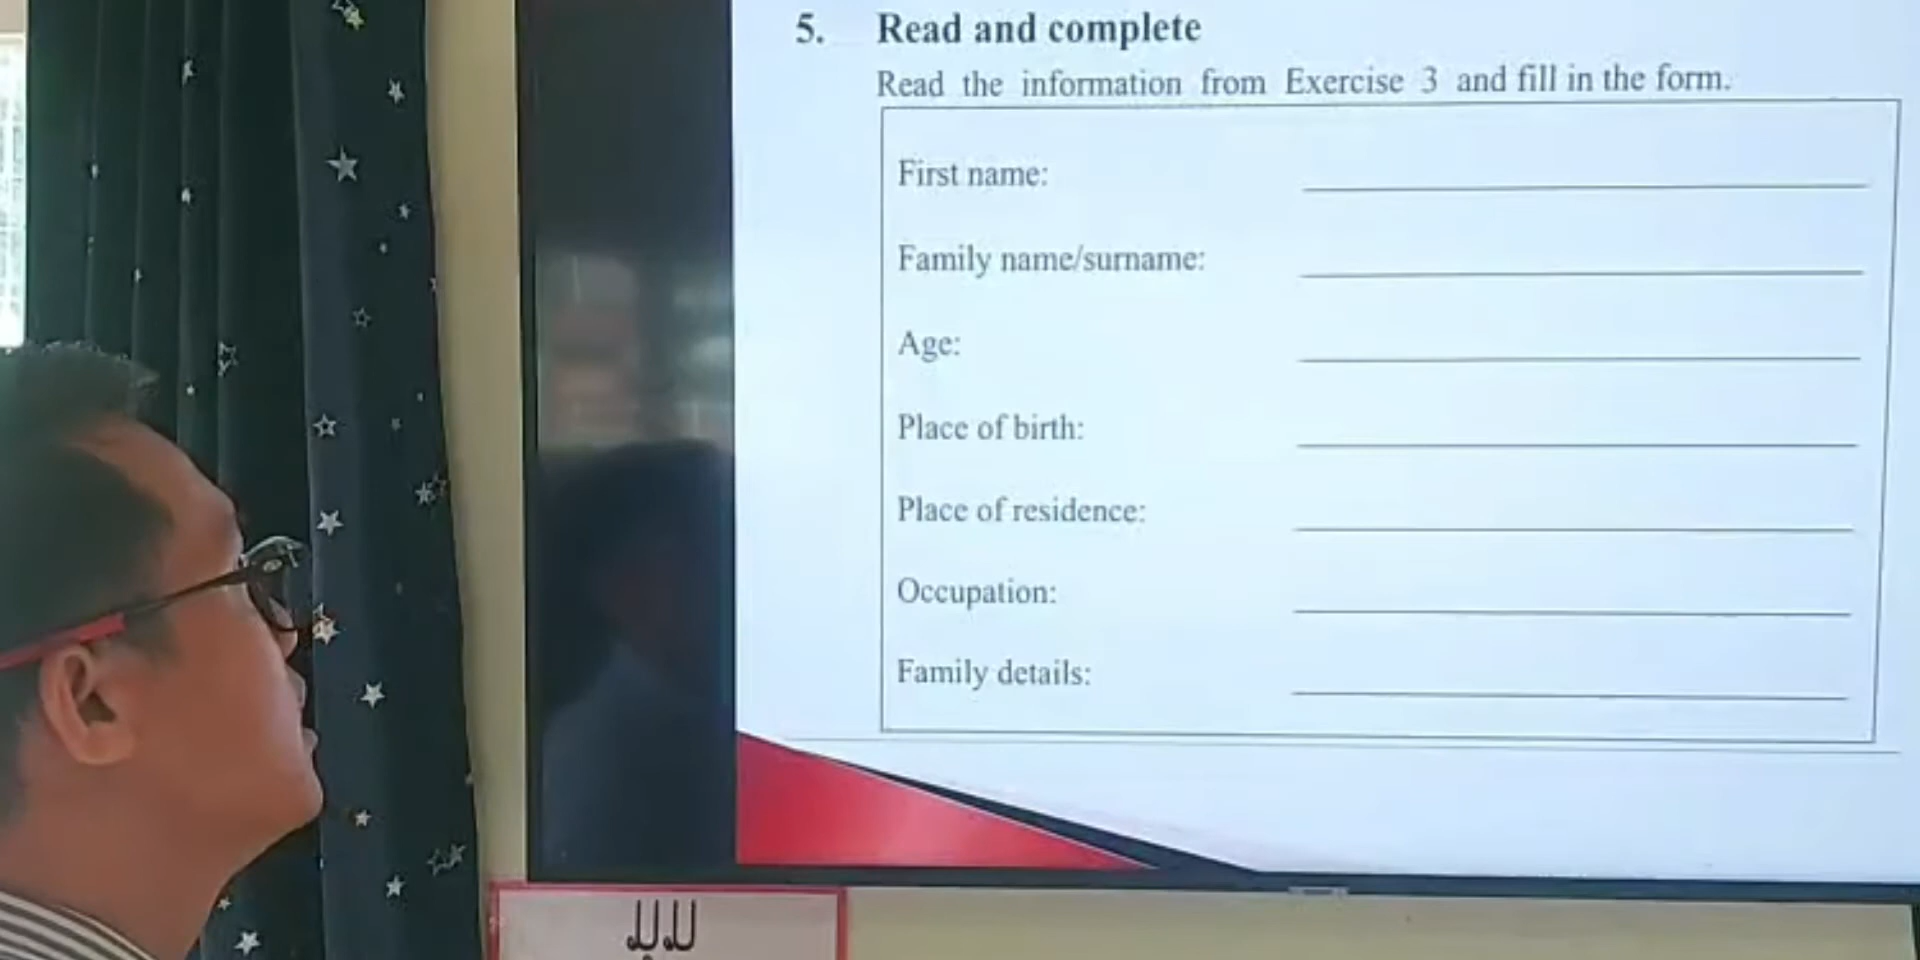 5. Read and complete
Read the information from Exercise 3 and fill in the form.
First name:
Family name/surname:
Age:
Place of birth:
Place of residence:
Occupation:
Family details: